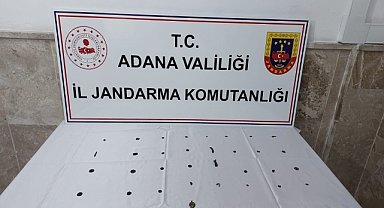 T.C.
ADANA VALİLİĞİ
İL JANDARMA KOMUTANLIĞI